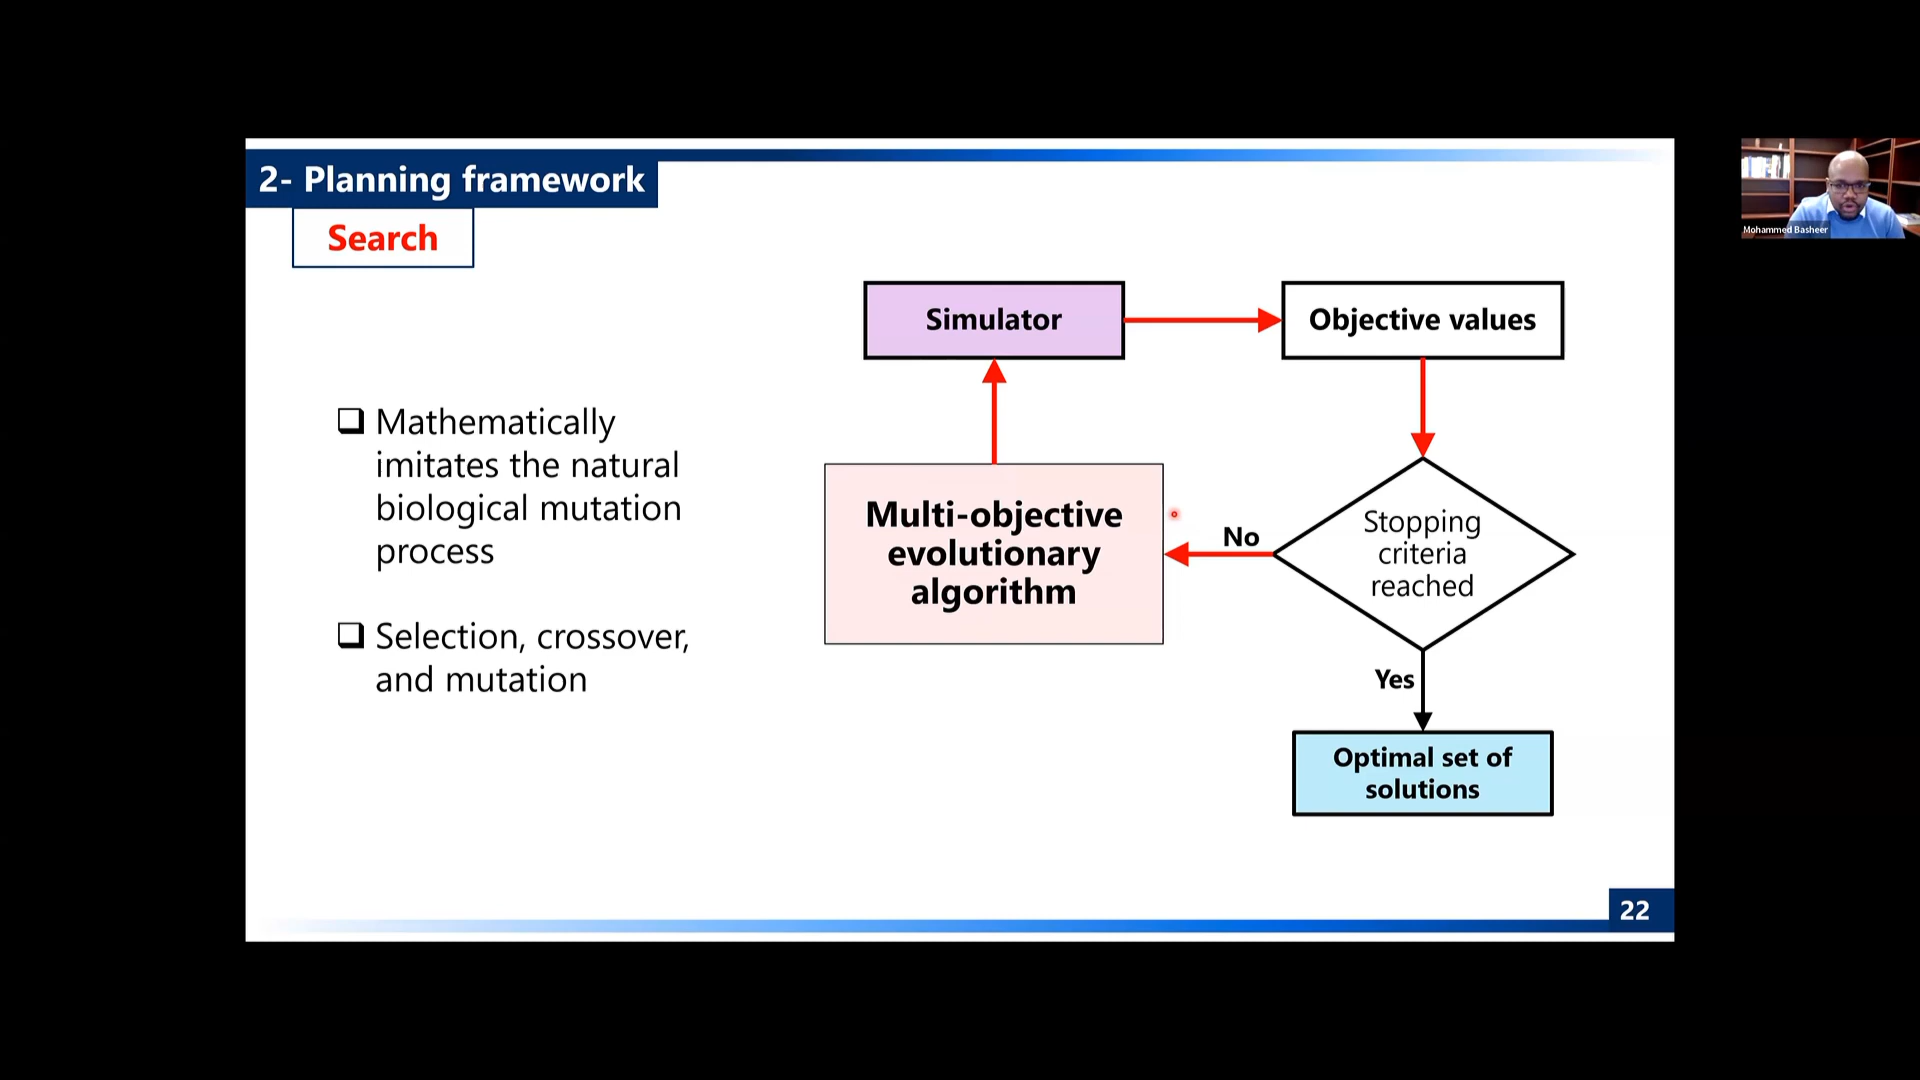 2- Planning framework
Search
Mohammed Basheer
Simulator
Objective values
Mathematically
imitates the natural
biological mutation
process
Selection, crossover,
and mutation
Multi-objective
evolutionary
algorithm
No
Stopping
criteria
reached
Yes
Optimal set of
solutions
22